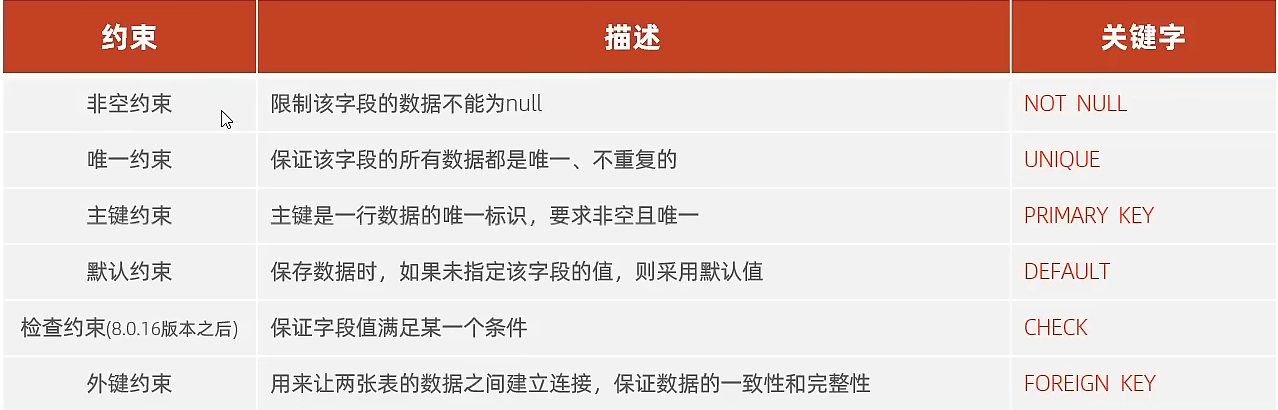 约束 描述 关键字
非空约束 限制该字段的数据不能为null NOT NULL
唯一约束 保证该字段的所有数据都是唯一、不重复的 UNIQUE
主键约束 主键是一行数据的唯一标识，要求非空且唯一 PRIMARY KEY
默认约束 保存数据时，如果未指定该字段的值，则采用默认值 DEFAULT
检查约束(8.0.16版本之后) 保证字段值满足某一个条件 CHECK
外键约束 用来让两张表的数据之间建立连接，保证数据的一致性和完整性 FOREIGN KEY